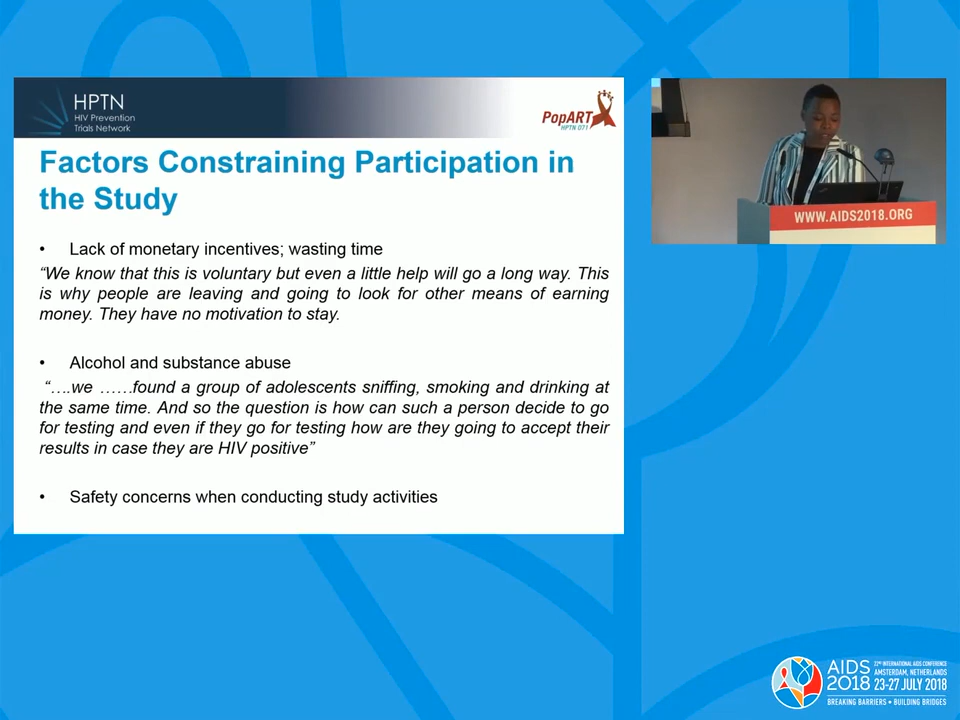 HPTN
HIV Prevention
Trials Network
PopART
HPTN 071
Factors Constraining Participation in
the Study
• Lack of monetary incentives; wasting time
“We know that this is voluntary but even a little help will go a long way. This
is why people are leaving and going to look for other means of earning
money. They have no motivation to stay.
• Alcohol and substance abuse
“….we ……found a group of adolescents sniffing, smoking and drinking at
the same time. And so the question is how can such a person decide to go
for testing and even if they go for testing how are they going to accept their
results in case they are HIV positive”
• Safety concerns when conducting study activities
WWW.AIDS2018.ORG
AIDS
2018
22ND INTERNATIONAL AIDS CONFERENCE
AMSTERDAM, NETHERLANDS
23-27 JULY 2018
BREAKING BARRIERS • BUILDING BRIDGES